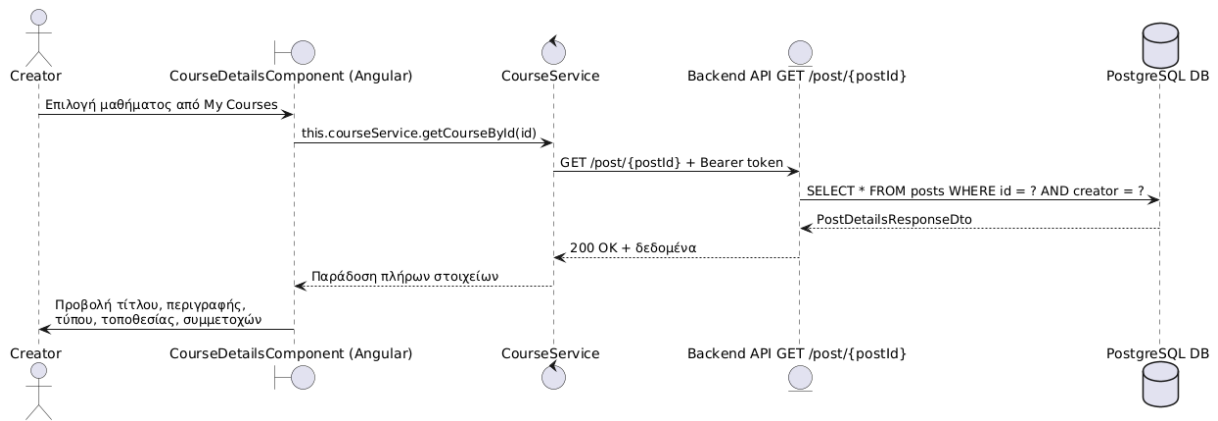 Creator
CourseDetailsComponent (Angular)
CourseService
Backend API GET /post/{postId}
PostgreSQL DB
Επιλογή μαθήματος από My Courses
this.courseService.getCourseById(id)
GET /post/{postId} + Bearer token
SELECT * FROM posts WHERE id = ? AND creator = ?
PostDetailsResponseDto
200 OK + δεδομένα
Παράδοση πλήρων στοιχείων
Προβολή τίτλου, περιγραφής,
τύπου, τοποθεσίας, συμμετοχών
Creator
CourseDetailsComponent (Angular)
CourseService
Backend API GET /post/{postId}
PostgreSQL DB